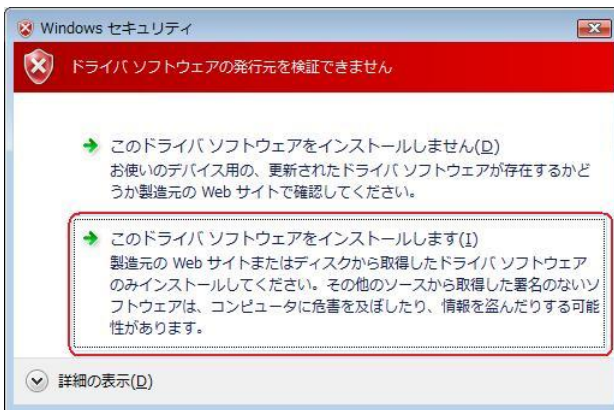 Windows セキュリティ
ドライバ ソフトウェアの発行元を検証できません
このドライバ ソフトウェアをインストールしません(D)
お使いのデバイス用の、更新されたドライバ ソフトウェアが存在するかど
うか製造元の Web サイトで確認してください。
このドライバ ソフトウェアをインストールします(I)
製造元の Web サイトまたはディスクから取得したドライバ ソフトウェア
のみインストールしてください。その他のソースから取得した署名のないソ
フトウェアは、コンピュータに危害を及ぼしたり、情報を盗んだりする可能
性があります。
詳細の表示(D)